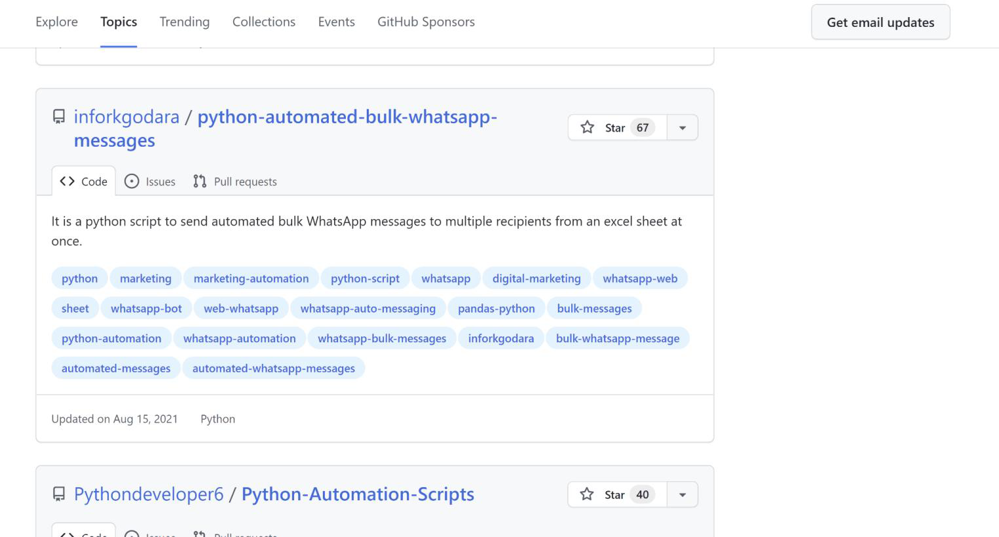 Explore Topics Trending Collections Events GitHub Sponsors Get email updates
inforkgodara / python-automated-bulk-whatsapp-
messages
Star 67
Code Issues Pull requests
It is a python script to send automated bulk WhatsApp messages to multiple recipients from an excel sheet at
once.
python marketing marketing-automation python-script whatsapp digital-marketing whatsapp-web
sheet whatsapp-bot web-whatsapp whatsapp-auto-messaging pandas-python bulk-messages
python-automation whatsapp-automation whatsapp-bulk-messages inforkgodara bulk-whatsapp-message
automated-messages automated-whatsapp-messages
Updated on Aug 15, 2021 Python
Pythondeveloper6 / Python-Automation-Scripts Star 40
Code Issues Pull requests